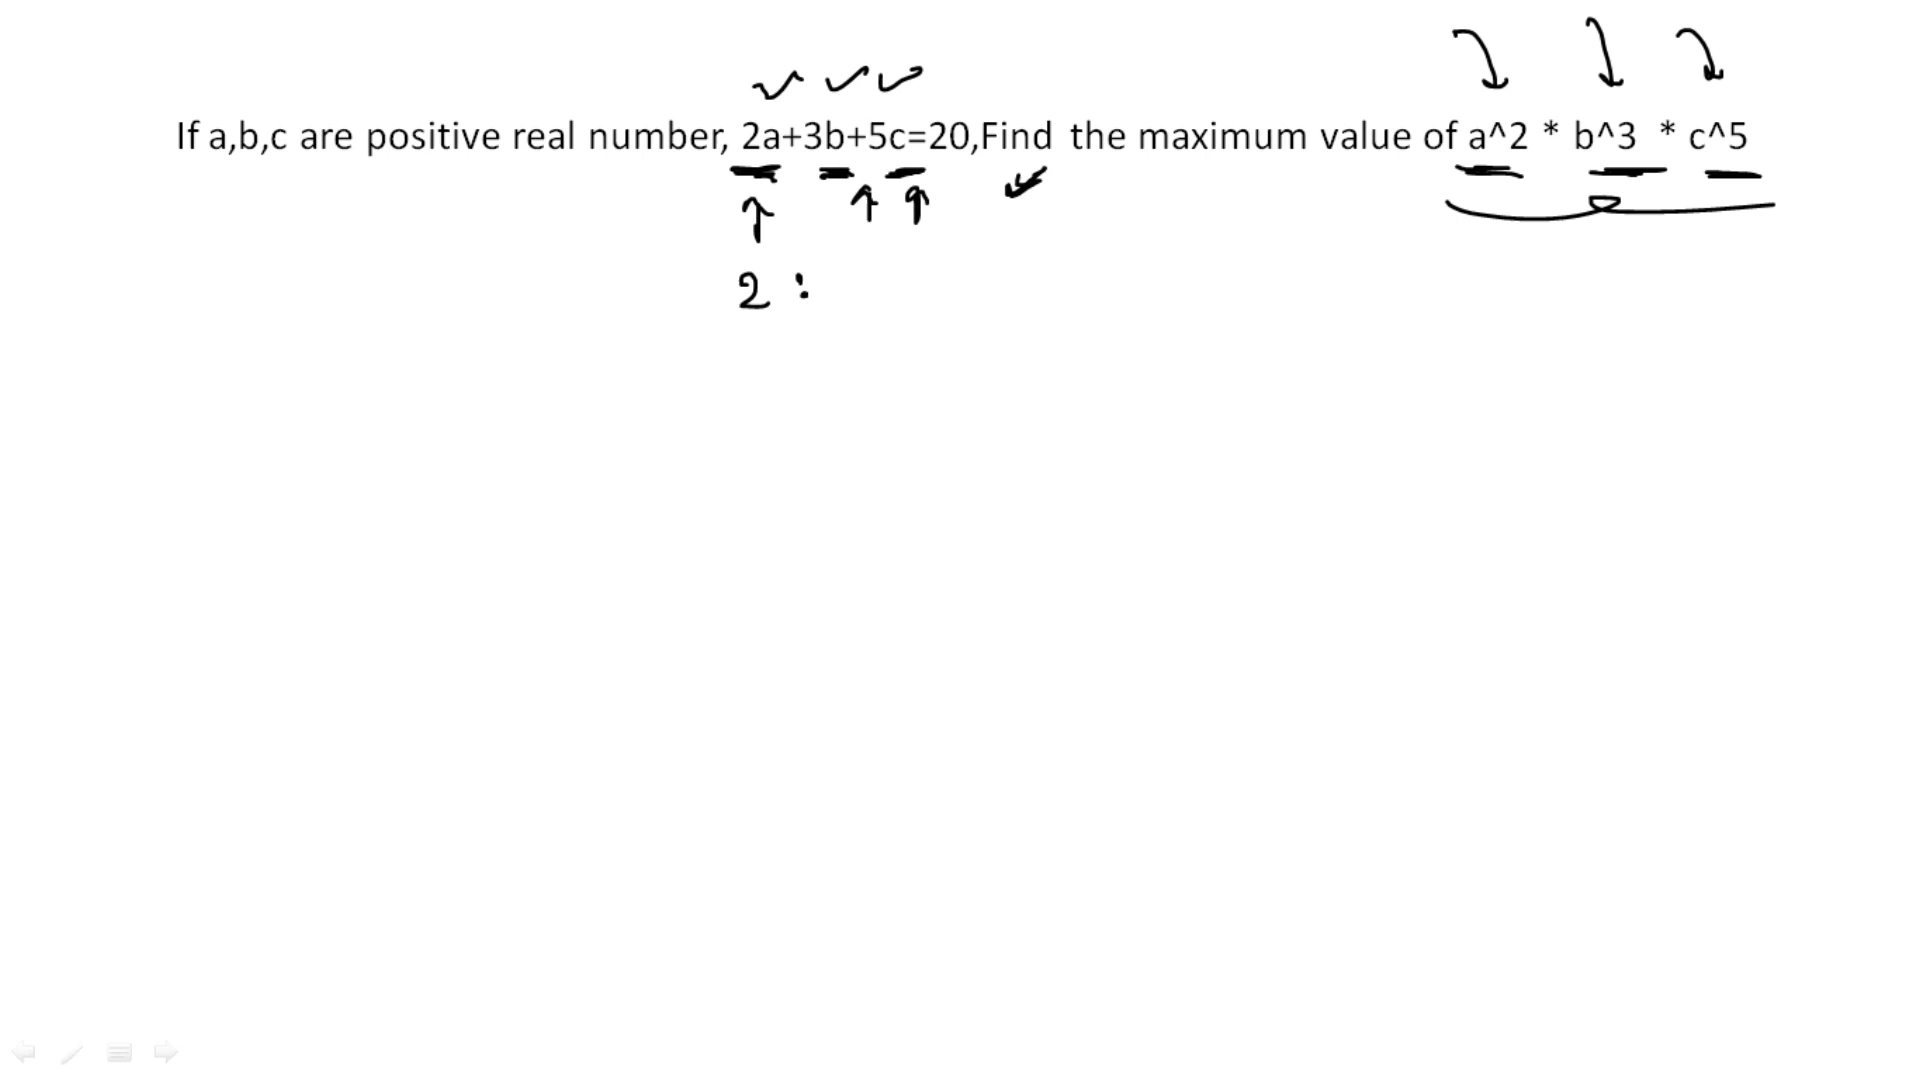 If a,b,c are positive real number, 2a+3b+5c=20,Find the maximum value of a^2 * b^3 * c^5
2 :